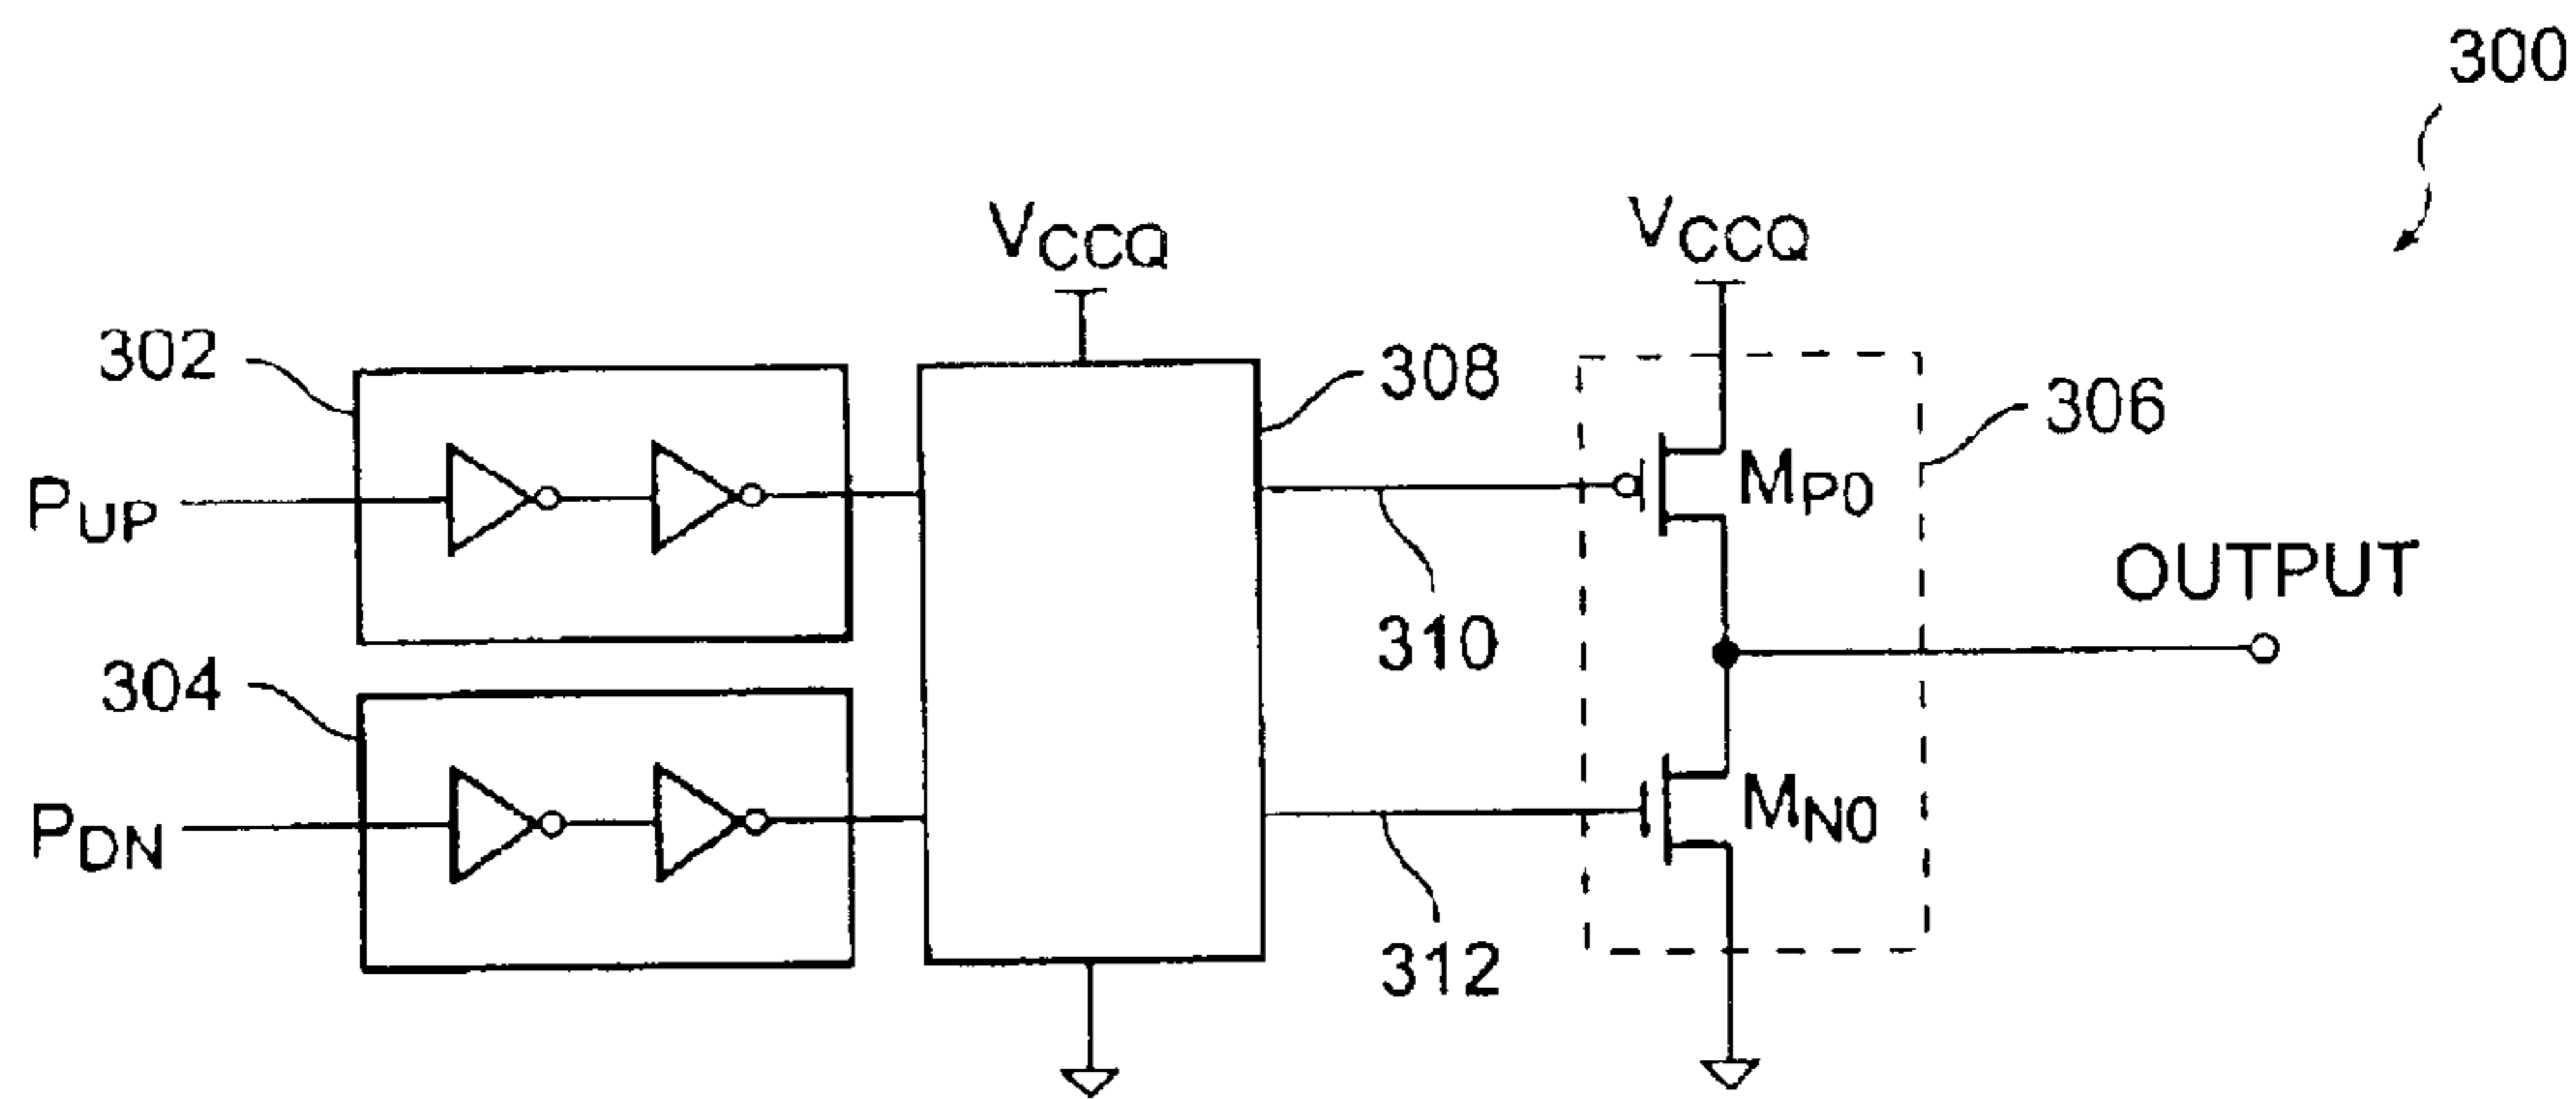 300
VCCQ
VCCQ
302
308
306
PUP
MP0
310
OUTPUT
304
PDN
MN0
312